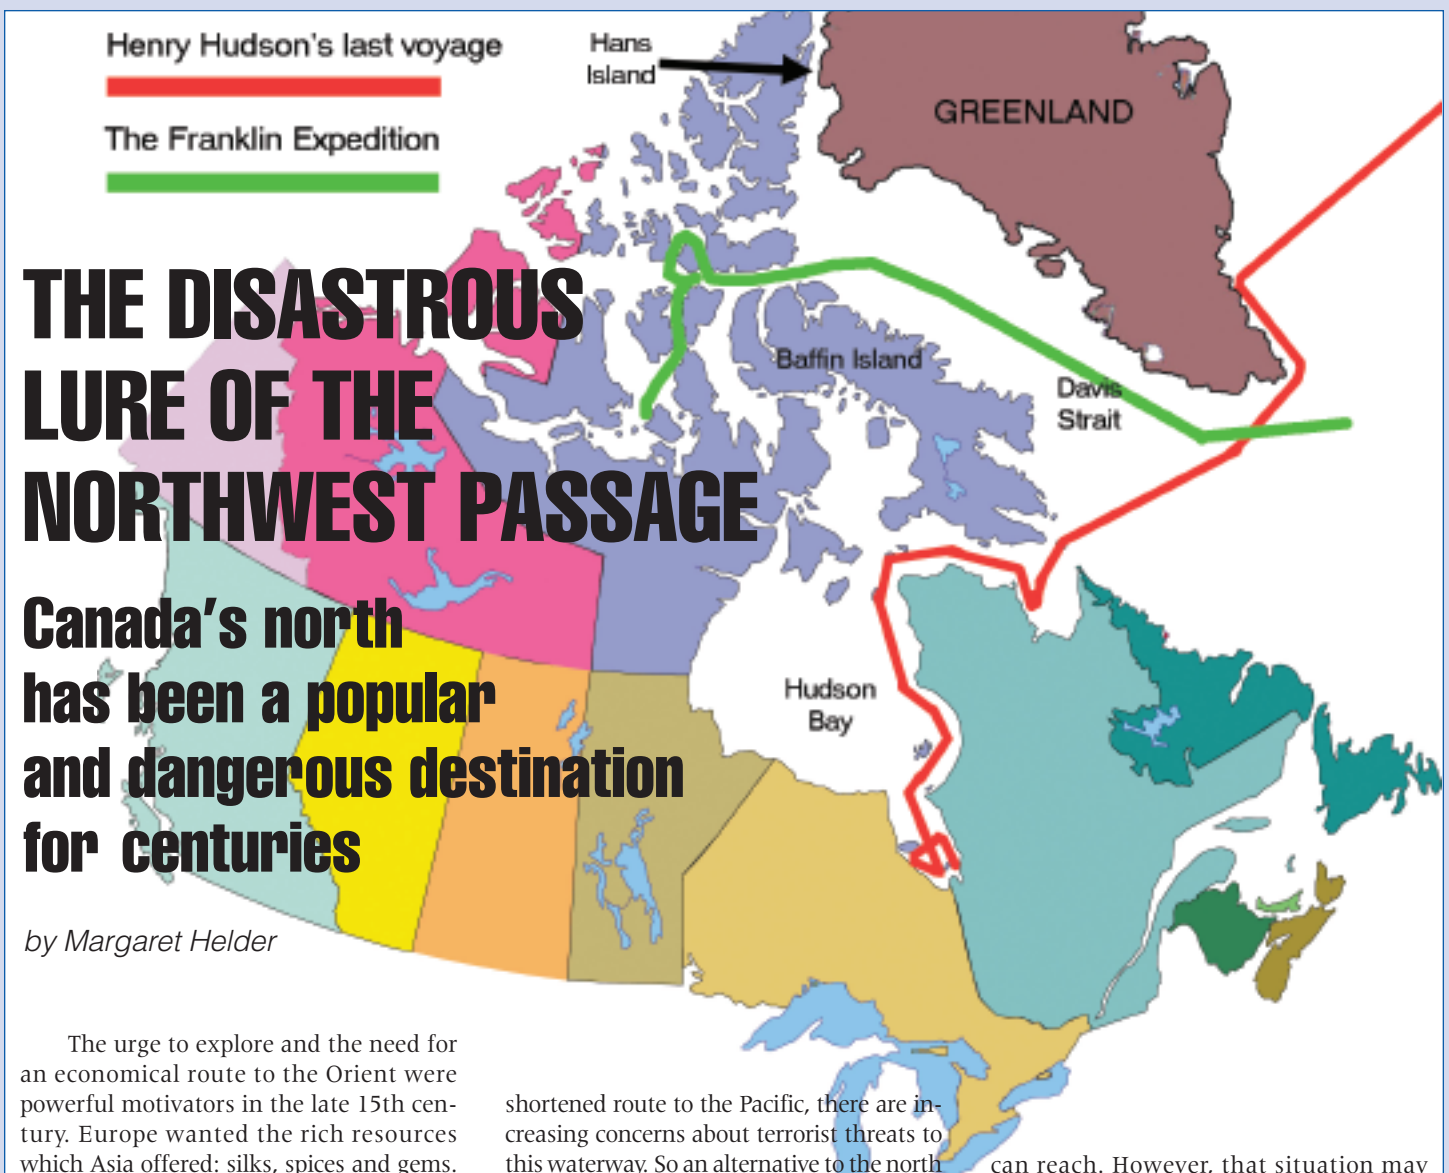 Henry Hudson's last voyage
The Franklin Expedition
Hans
Island
GREENLAND
THE DISASTROUS
LURE OF THE
NORTHWEST PASSAGE
Baffin Island
Davis
Strait
Canada's north
has been a popular
and dangerous destination
for centuries
Hudson
Bay
by Margaret Helder
The urge to explore and the need for
an economical route to the Orient were
powerful motivators in the late 15th cen-
tury. Europe wanted the rich resources
which Asia offered: silks, spices and gems.
shortened route to the Pacific, there are in-
creasing concerns about terrorist threats to
this waterway. So an alternative to the north
can reach. However, that situation may